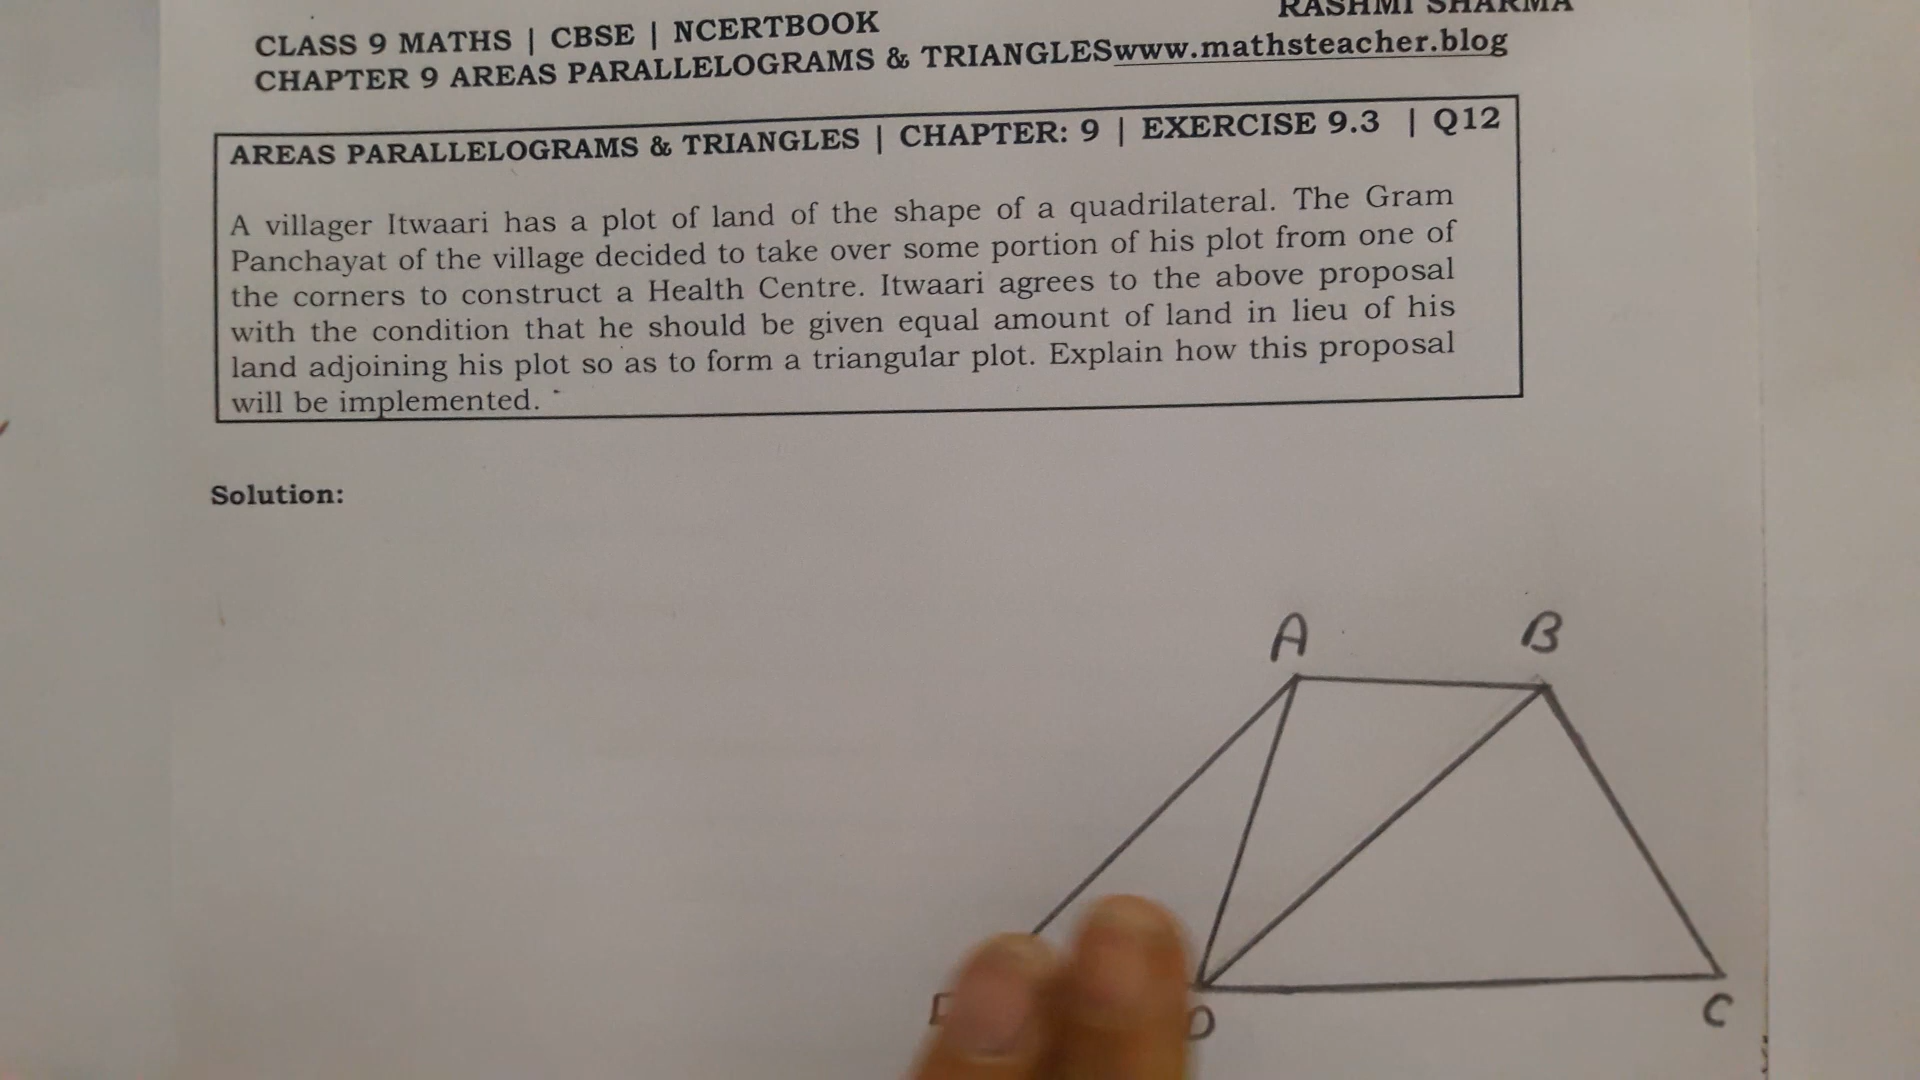 RASHMI SHARMA
CLASS 9 MATHS | CBSE | NCERTBOOK
CHAPTER 9 AREAS PARALLELOGRAMS & TRIANGLESwww.mathsteacher.blog
AREAS PARALLELOGRAMS & TRIANGLES | CHAPTER: 9 | EXERCISE 9.3 | Q12
A villager Itwaari has a plot of land of the shape of a quadrilateral. The Gram
Panchayat of the village decided to take over some portion of his plot from one of
the corners to construct a Health Centre. Itwaari agrees to the above proposal
with the condition that he should be given equal amount of land in lieu of his
land adjoining his plot so as to form a triangular plot. Explain how this proposal
will be implemented.
Solution:
A B
D C